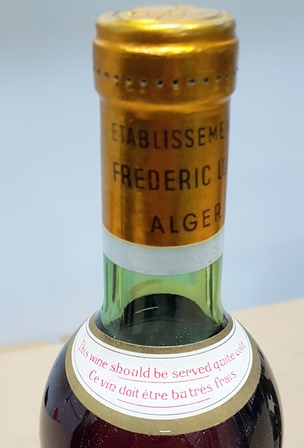 ETABLISSEME
FREDERIC L
ALGER
This wine should be served quite cold
Ce vin doit être bu très frais